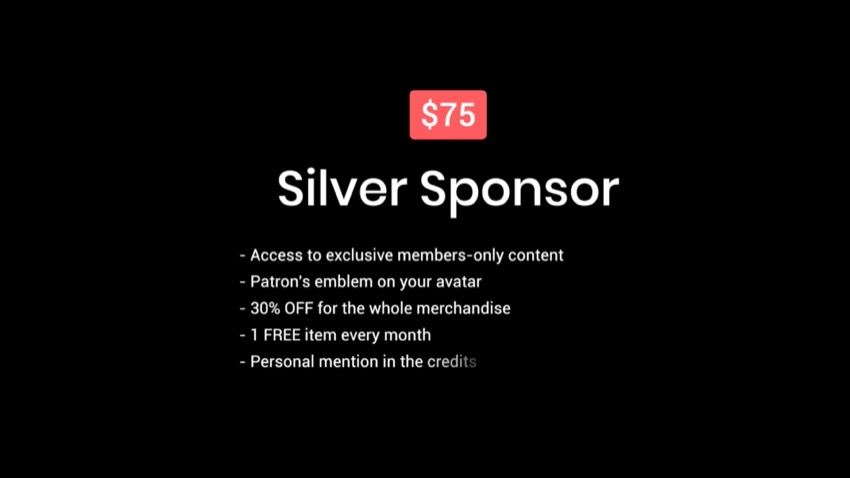 $75
Silver Sponsor
- Access to exclusive members-only content
- Patron's emblem on your avatar
- 30% OFF for the whole merchandise
- 1 FREE item every month
- Personal mention in the credits